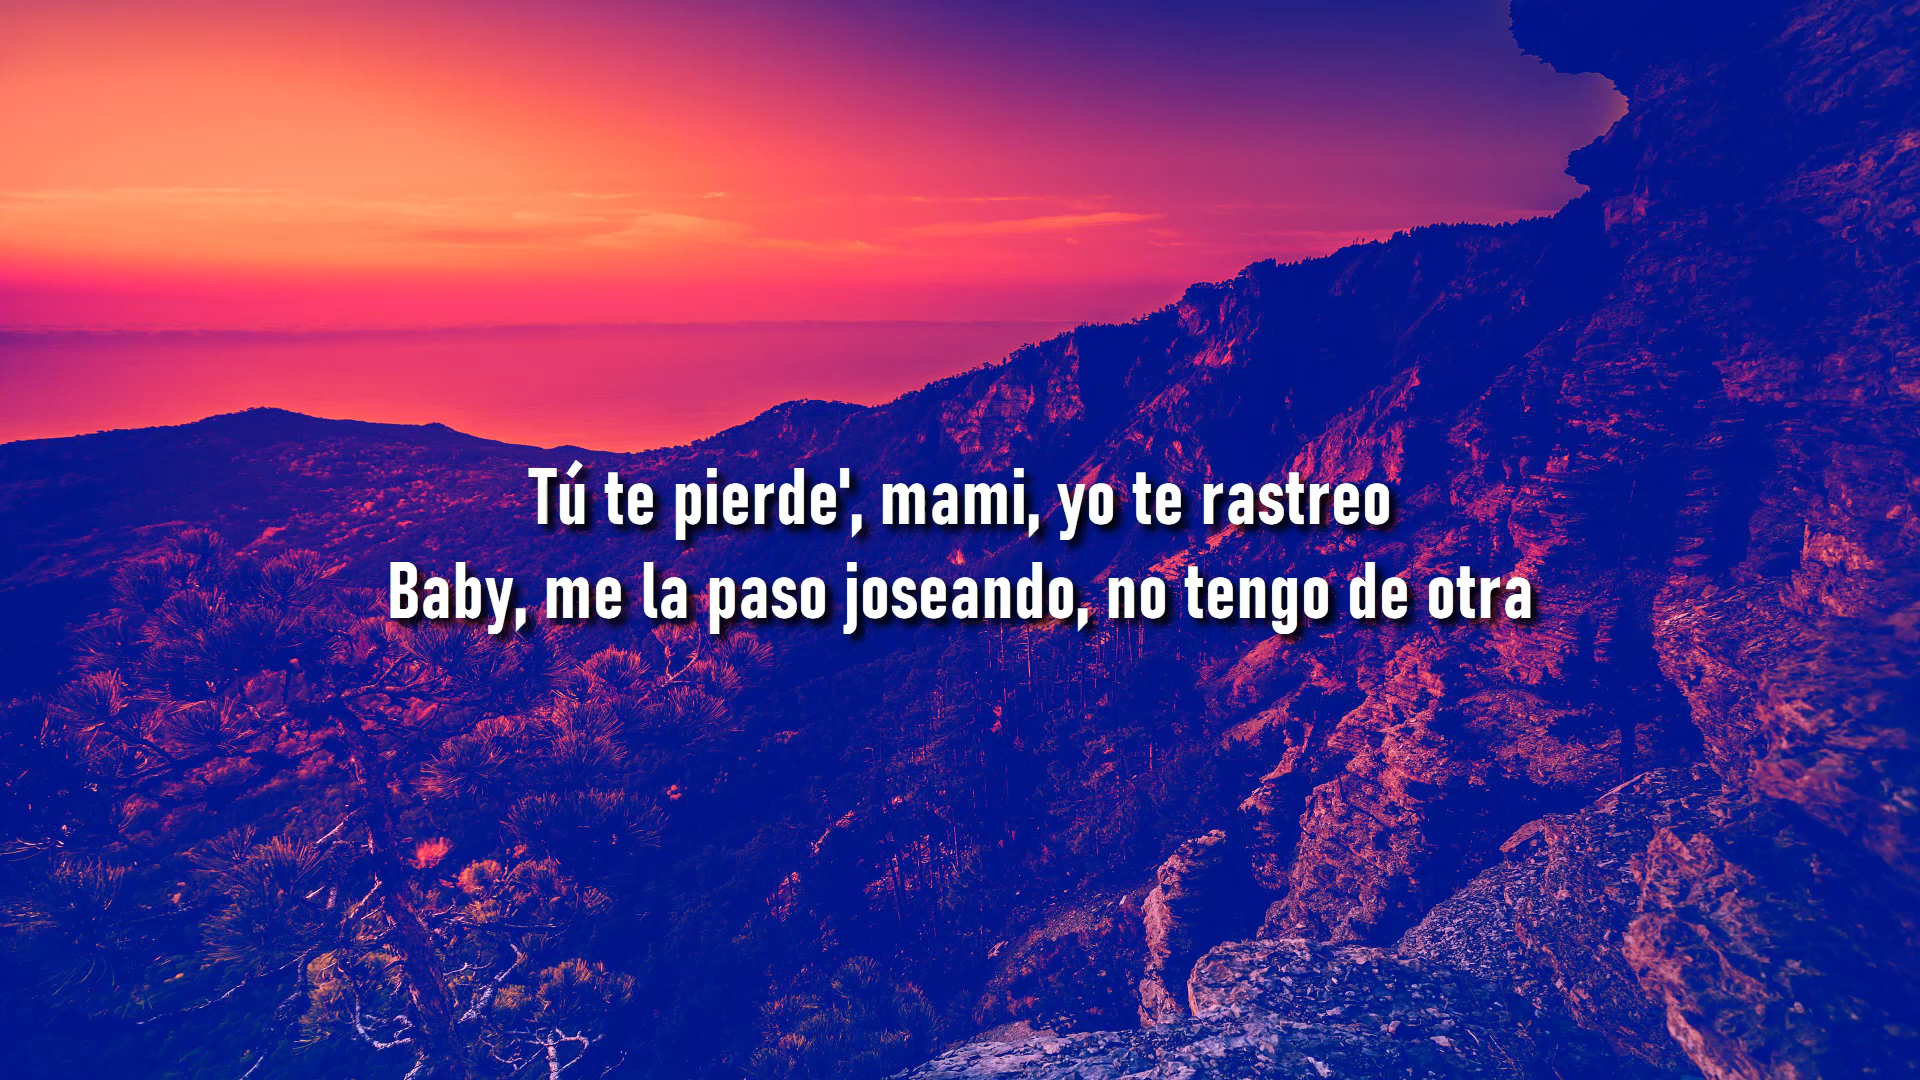 Tú te pierde', mami, yo te rastreo
Baby, me la paso joseando, no tengo de otra